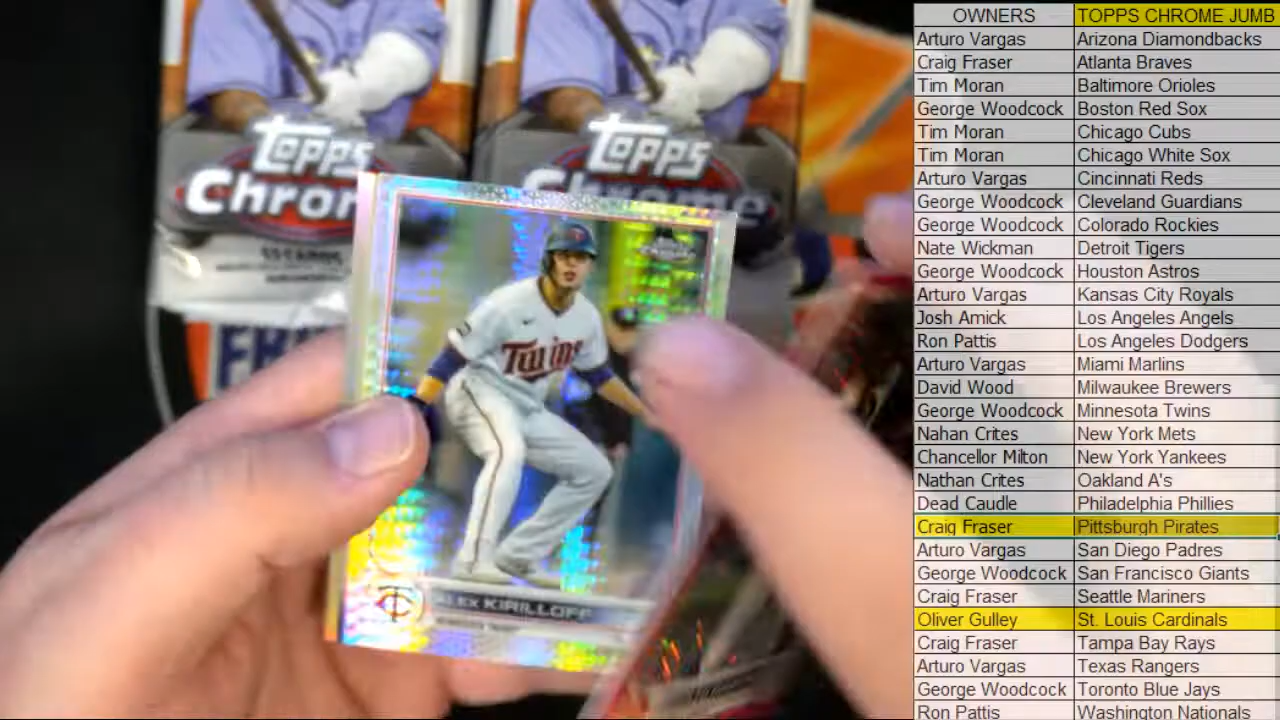 OWNERS TOPPS CHROME JUMB
Arturo Vargas Arizona Diamondbacks
Craig Fraser Atlanta Braves
Tim Moran Baltimore Orioles
George Woodcock Boston Red Sox
Tim Moran Chicago Cubs
Tim Moran Chicago White Sox
Arturo Vargas Cincinnati Reds
George Woodcock Cleveland Guardians
George Woodcock Colorado Rockies
Nate Wickman Detroit Tigers
George Woodcock Houston Astros
Arturo Vargas Kansas City Royals
Josh Amick Los Angeles Angels
Ron Pattis Los Angeles Dodgers
Arturo Vargas Miami Marlins
David Wood Milwaukee Brewers
George Woodcock Minnesota Twins
Nahan Crites New York Mets
Chancellor Milton New York Yankees
Nathan Crites Oakland A's
Dead Caudle Philadelphia Phillies
Craig Fraser Pittsburgh Pirates
Arturo Vargas San Diego Padres
George Woodcock San Francisco Giants
Craig Fraser Seattle Mariners
Oliver Gulley St. Louis Cardinals
Craig Fraser Tampa Bay Rays
Arturo Vargas Texas Rangers
George Woodcock Toronto Blue Jays
Ron Pattis Washington Nationals
Topps
Chrom
Topps
Chrome
Twins
ALEX KIRILLOFF